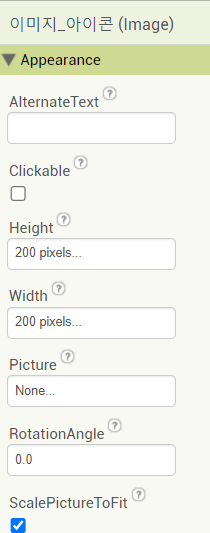 이미지_아이콘 (Image)
Appearance
AlternateText ?
Clickable ?
Height ?
200 pixels...
Width ?
200 pixels...
Picture ?
None...
RotationAngle ?
0.0
ScalePictureToFit ?